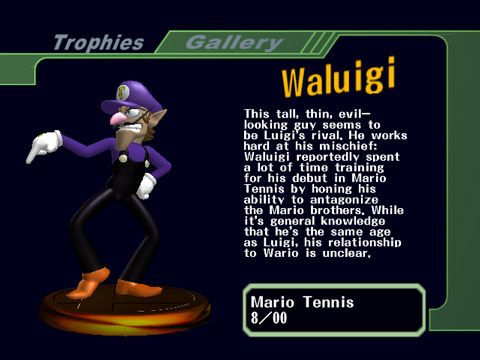 Trophies Gallery
Waluigi
This tall, thin, evil-
looking guy seems to
be Luigi's rival. He works
hard at his mischief:
Waluigi reportedly spent
a lot of time training
for his debut in Mario
Tennis by honing his
ability to antagonize
the Mario brothers. While
it's general knowledge
that he's the same age
as Luigi, his relationship
to Wario is unclear.
Mario Tennis
8/00